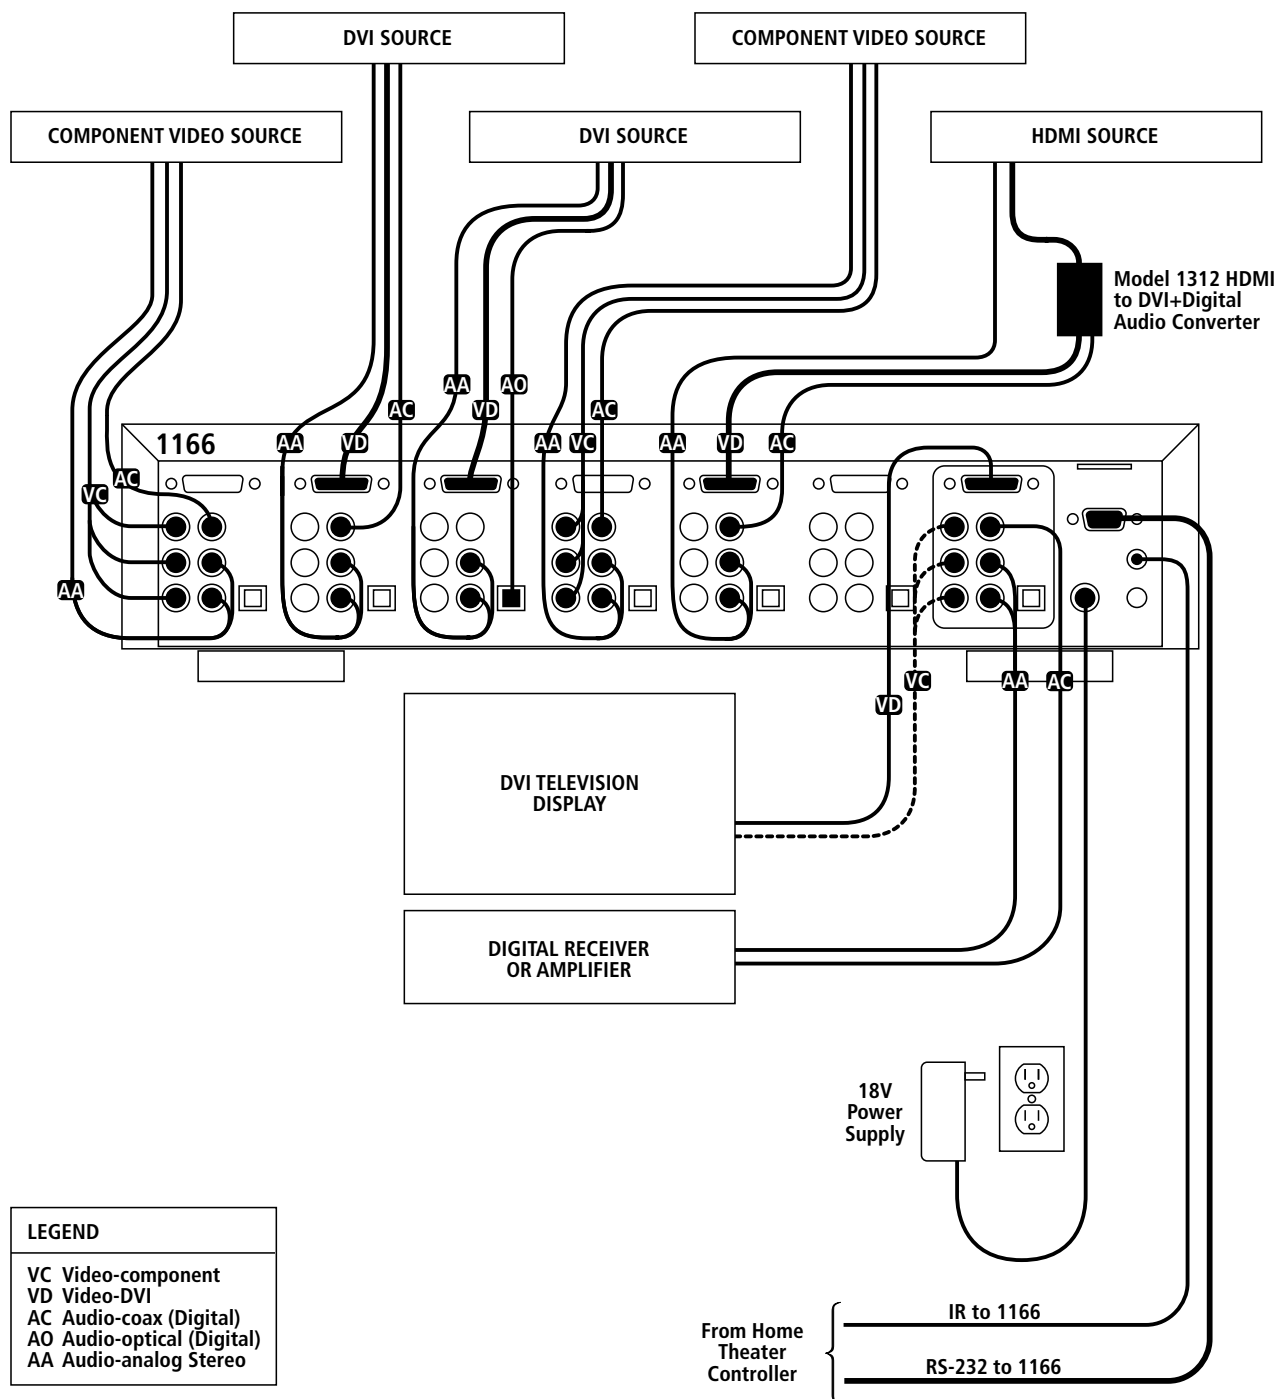 DVI SOURCE
COMPONENT VIDEO SOURCE
COMPONENT VIDEO SOURCE
DVI SOURCE
HDMI SOURCE
Model 1312 HDMI
to DVI+Digital
Audio Converter
AA
AO
VD
AC
AC
1166
AA
VD
AA
VC
AA
VD
AC
AC
VC
AA
VC
AA
AC
VD
DVI TELEVISION
DISPLAY
DIGITAL RECEIVER
OR AMPLIFIER
18V
Power
Supply
LEGEND
VC Video-component
VD Video-DVI
AC Audio-coax (Digital)
AO Audio-optical (Digital)
AA Audio-analog Stereo
From Home
Theater
Controller
IR to 1166
RS-232 to 1166